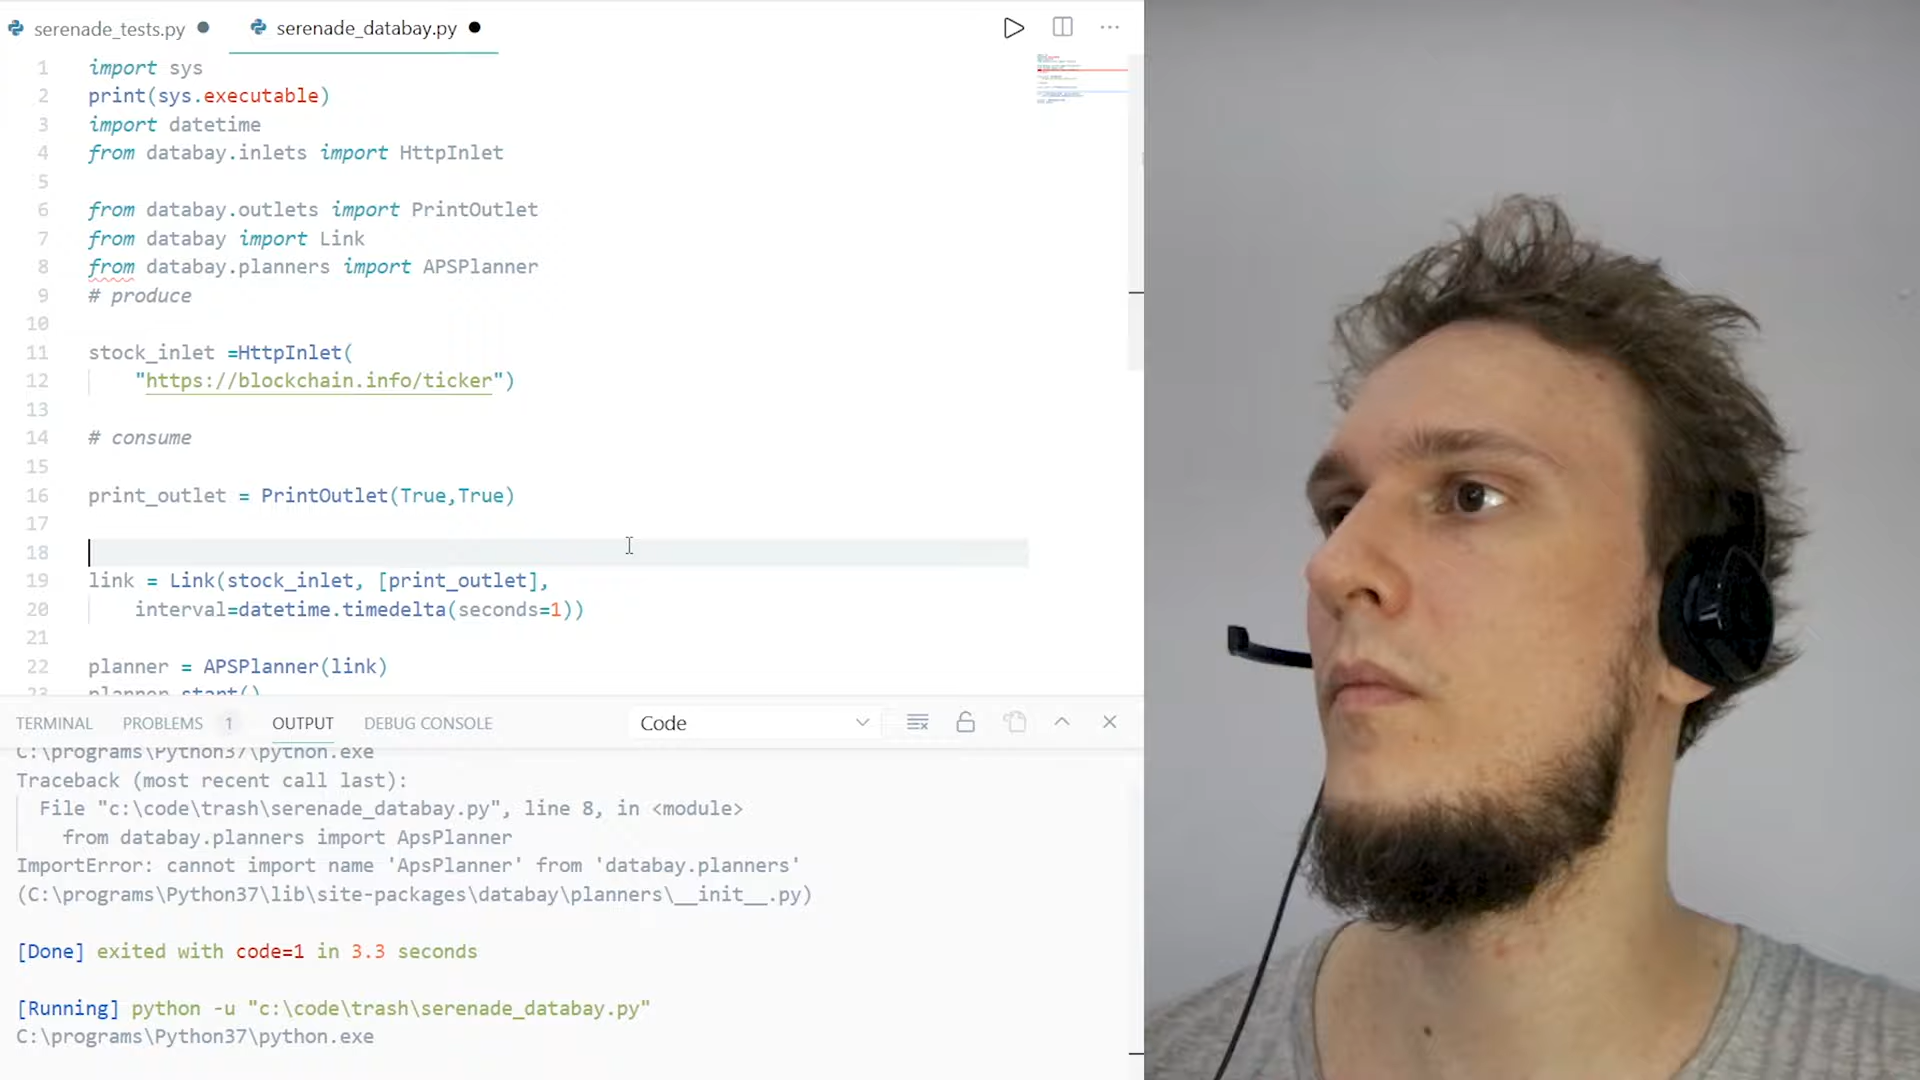 serenade_tests.py
serenade_databay.py
1 import sys
2 print(sys.executable)
3 import datetime
4 from databay.inlets import HttpInlet
5
6 from databay.outlets import PrintOutlet
7 from databay import Link
8 from databay.planners import APSPlanner
9 # produce
10
11 stock_inlet =HttpInlet(
12 "https://blockchain.info/ticker")
13
14 # consume
15
16 print_outlet = PrintOutlet(True,True)
17
18
19 link = Link(stock_inlet, [print_outlet],
20 interval=datetime.timedelta(seconds=1))
21
22 planner = APSPlanner(link)
23 planner.start()
TERMINAL PROBLEMS 1 OUTPUT DEBUG CONSOLE Code
C:\programs\Python37\python.exe
Traceback (most recent call last):
File "c:\code\trash\serenade_databay.py", line 8, in <module>
from databay.planners import ApsPlanner
ImportError: cannot import name 'ApsPlanner' from 'databay.planners'
(C:\programs\Python37\lib\site-packages\databay\planners\__init__.py)
[Done] exited with code=1 in 3.3 seconds
[Running] python -u "c:\code\trash\serenade_databay.py"
C:\programs\Python37\python.exe